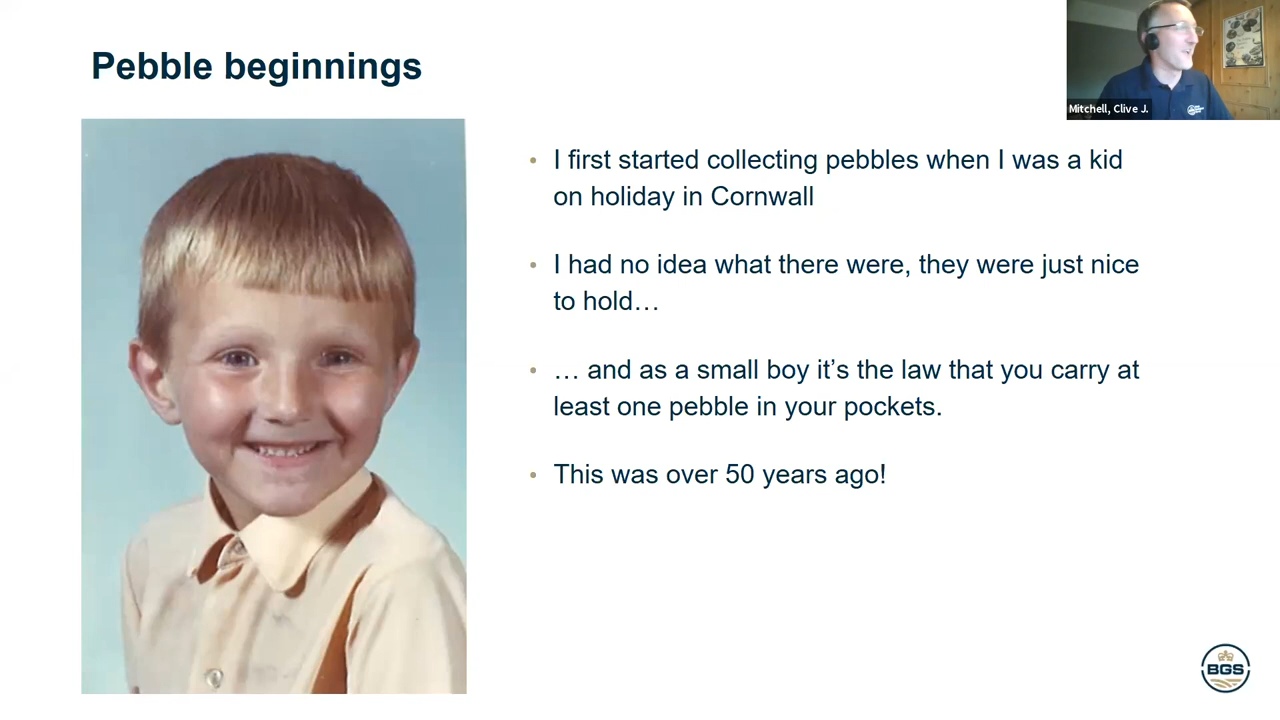 Pebble beginnings
Mitchell, Clive J.
• I first started collecting pebbles when I was a kid
on holiday in Cornwall
• I had no idea what there were, they were just nice
to hold…
• … and as a small boy it’s the law that you carry at
least one pebble in your pockets.
• This was over 50 years ago!
BGS